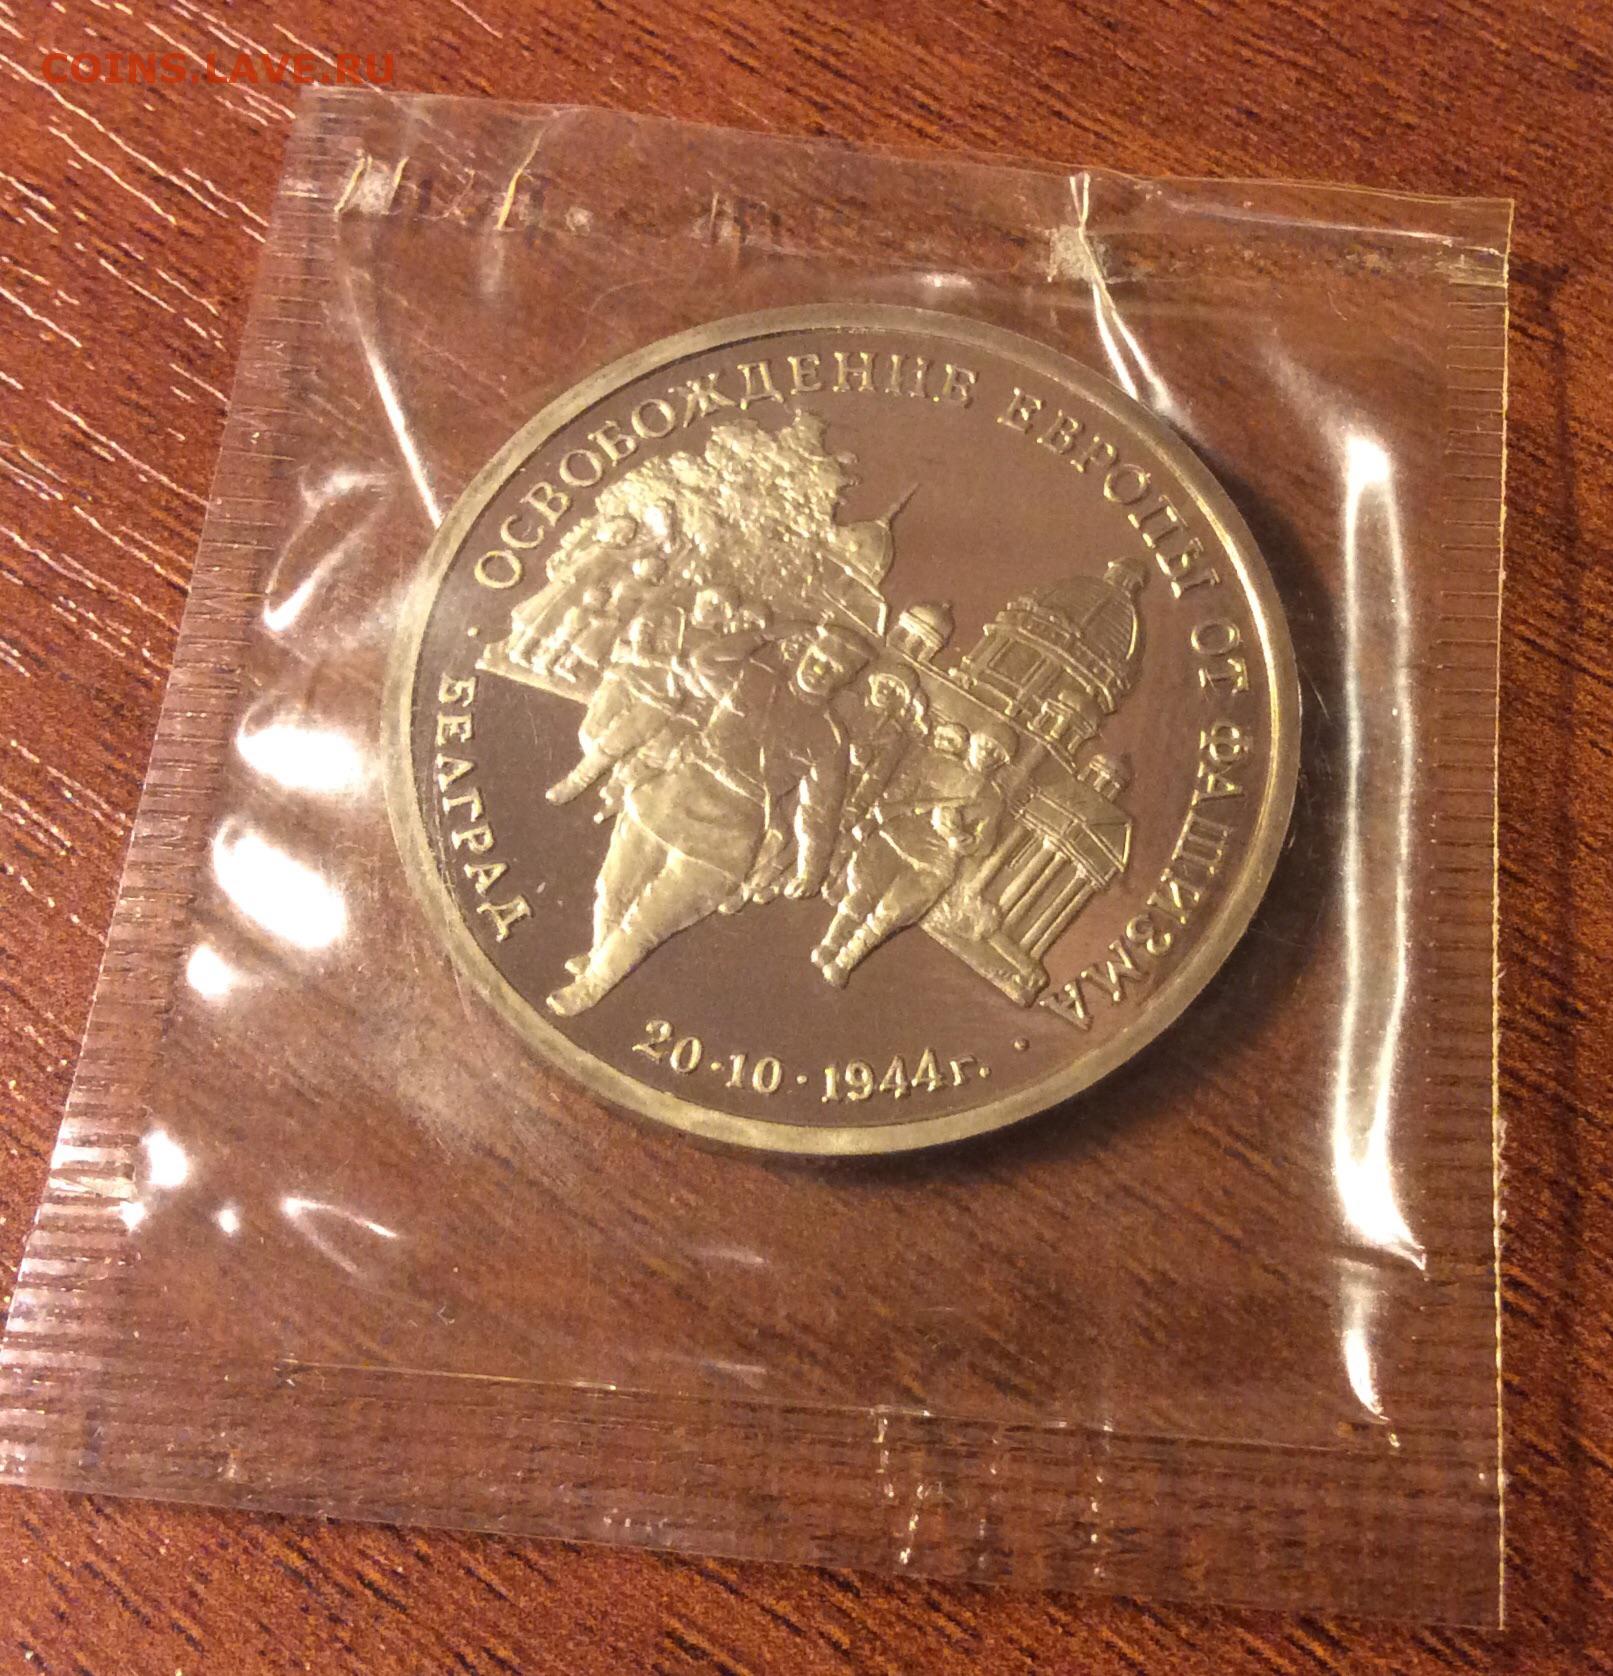 COINS.LAVE.RU
· ОСВОБОЖДЕНИЕ ЕВРОПЫ ОТ ФАШИЗМА ·
БЕЛГРАД
20·10·1944г.